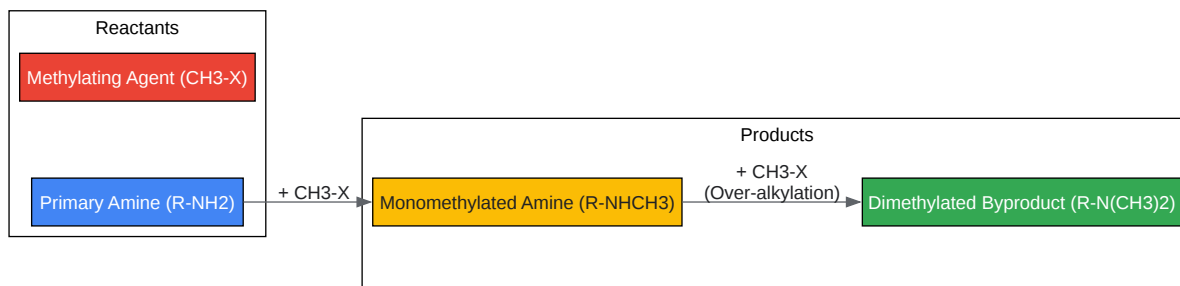 Reactants
Methylating Agent (CH3-X)
Products
Primary Amine (R-NH2)
+ CH3-X
Monomethylated Amine (R-NHCH3)
+ CH3-X
(Over-alkylation)
Dimethylated Byproduct (R-N(CH3)2)